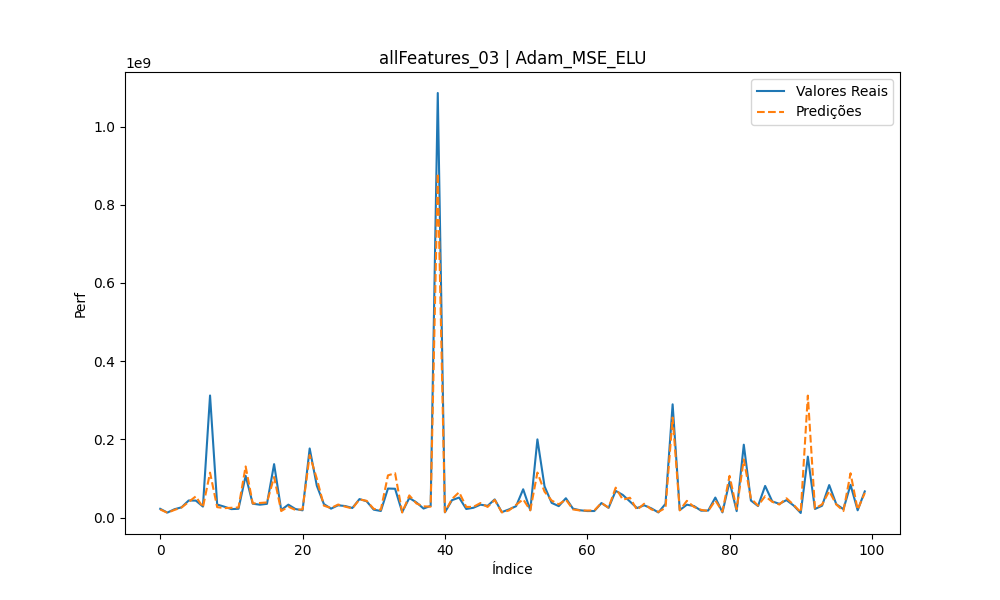 allFeatures_03 | Adam_MSE_ELU
1e9
Valores Reais
Predições
1.0
0.8
0.6
0.4
0.2
0.0
Perf
0
20
40
60
80
100
Índice